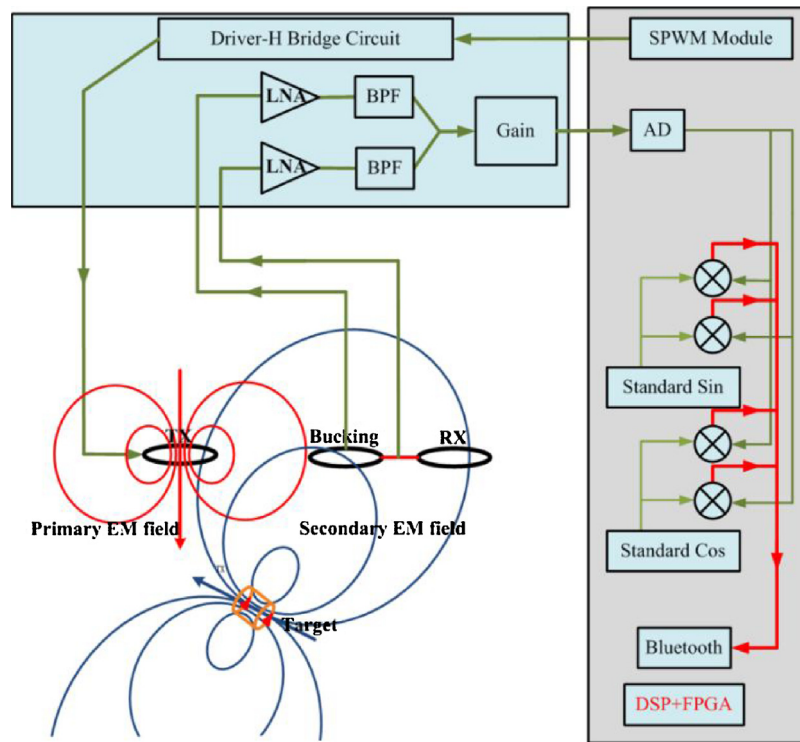 Driver-H Bridge Circuit
SPWM Module
LNA
BPF
Gain
AD
LNA
BPF
Standard Sin
TX
Bucking
RX
Primary EM field
Secondary EM field
Standard Cos
Target
Bluetooth
DSP+FPGA